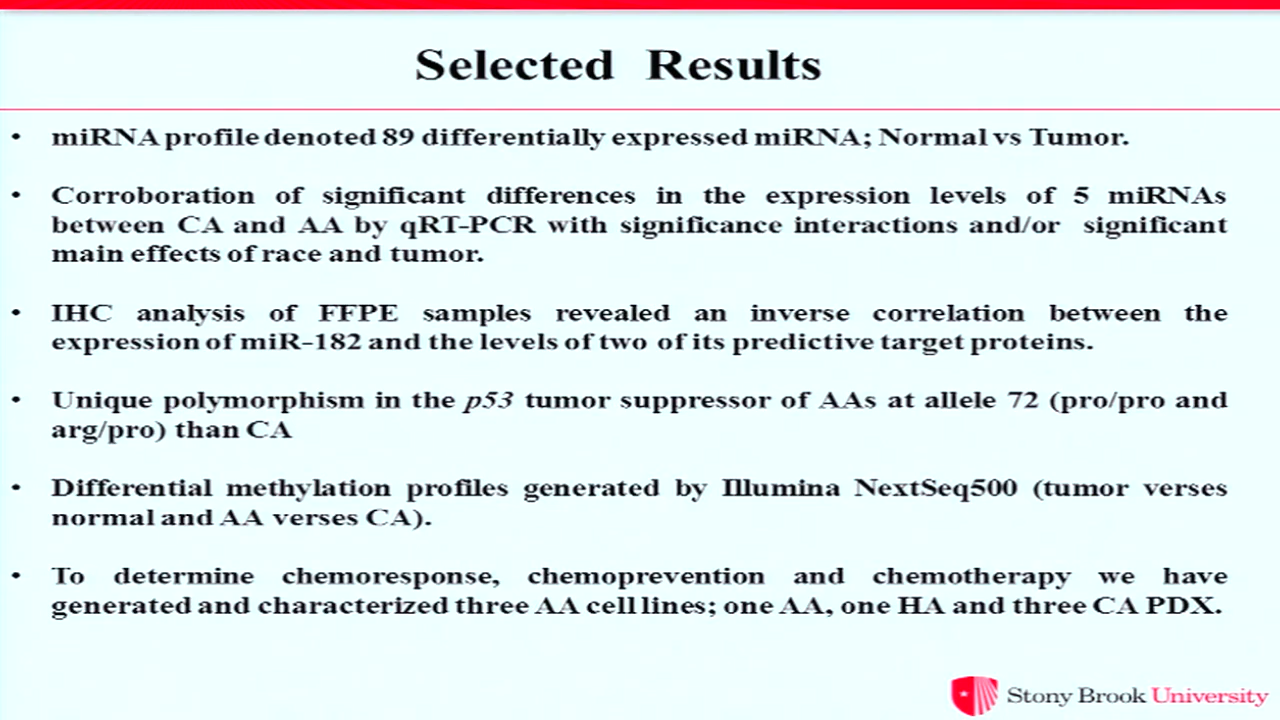 Selected Results
• miRNA profile denoted 89 differentially expressed miRNA; Normal vs Tumor.
• Corroboration of significant differences in the expression levels of 5 miRNAs
between CA and AA by qRT-PCR with significance interactions and/or significant
main effects of race and tumor.
• IHC analysis of FFPE samples revealed an inverse correlation between the
expression of miR-182 and the levels of two of its predictive target proteins.
• Unique polymorphism in the p53 tumor suppressor of AAs at allele 72 (pro/pro and
arg/pro) than CA
• Differential methylation profiles generated by Illumina NextSeq500 (tumor verses
normal and AA verses CA).
• To determine chemoresponse, chemoprevention and chemotherapy we have
generated and characterized three AA cell lines; one AA, one HA and three CA PDX.
Stony Brook University